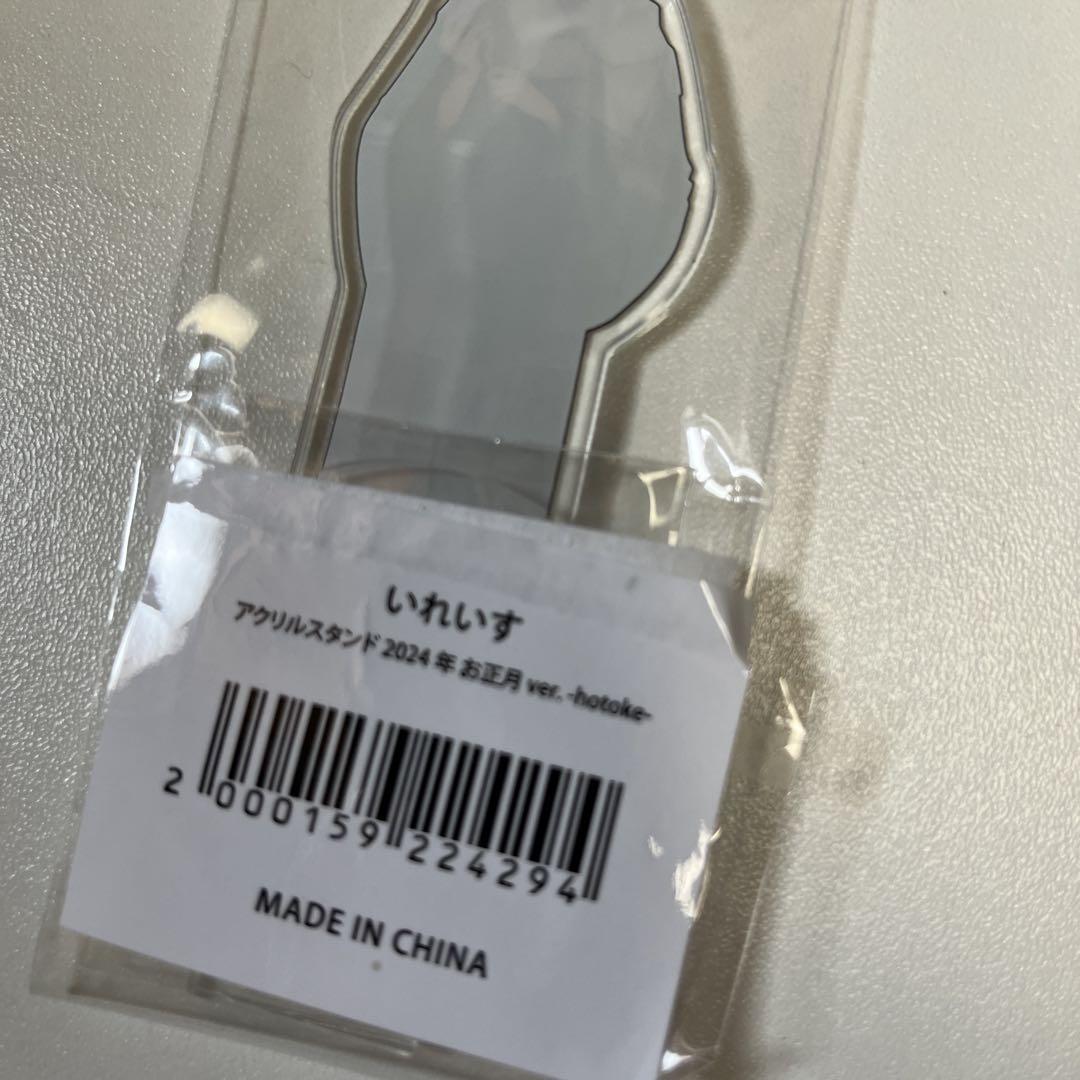 いれいす
アクリルスタンド 2024 年 お正月 ver. -hotoke-
2 000159 224294
MADE IN CHINA